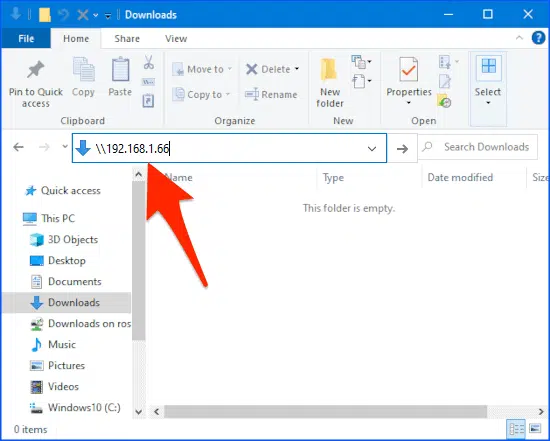 Downloads
File Home Share View
Pin to Quick access
Copy
Paste
Move to
Copy to
Delete
Rename
New folder
Properties
Select
Clipboard Organize New Open
\\192.168.1.66
Search Downloads
Name Type Date modified Size
This folder is empty.
Quick access
This PC
3D Objects
Desktop
Documents
Downloads
Downloads on ros
Music
Pictures
Videos
Windows10 (C:)
0 items